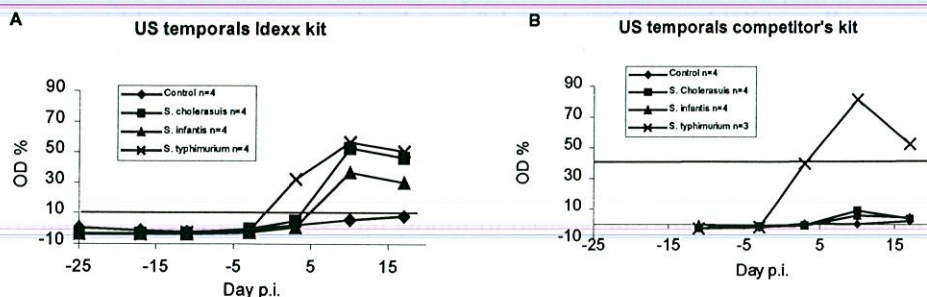 A
US temporals Idexx kit
90
70
50
30
10
-10
OD %
Control n=4
S. cholerasuis n=4
S. infantis n=4
S. typhimurium n=4
-25
-15
-5
5
15
Day p.i.
B
US temporals competitor's kit
90
70
50
30
10
-10
OD %
Control n=4
S. Cholerasuis n=4
S. infantis n=4
S. typhimurium n=3
-25
-15
-5
5
15
Day p.i.